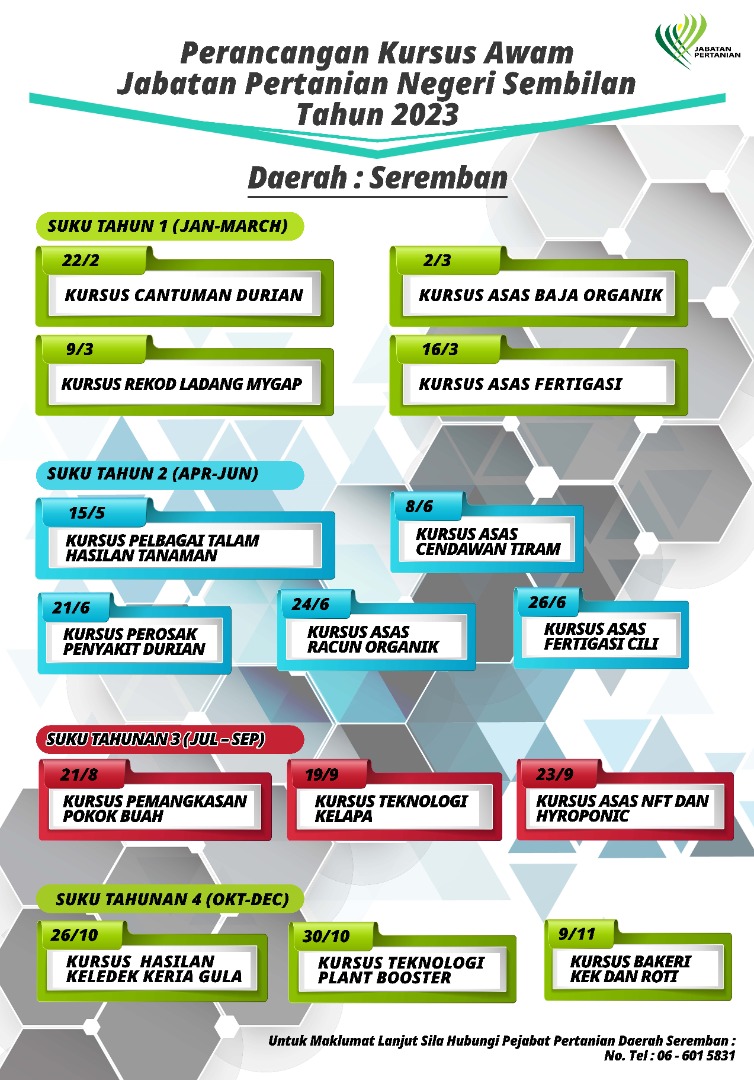 Perancangan Kursus Awam
Jabatan Pertanian Negeri Sembilan
Tahun 2023
JABATAN
PERTANIAN
Daerah : Seremban
SUKU TAHUN 1 (JAN-MARCH)
22/2
KURSUS CANTUMAN DURIAN
2/3
KURSUS ASAS BAJA ORGANIK
9/3
KURSUS REKOD LADANG MYGAP
16/3
KURSUS ASAS FERTIGASI
SUKU TAHUN 2 (APR-JUN)
15/5
KURSUS PELBAGAI TALAM
HASILAN TANAMAN
8/6
KURSUS ASAS
CENDAWAN TIRAM
21/6
KURSUS PEROSAK
PENYAKIT DURIAN
24/6
KURSUS ASAS
RACUN ORGANIK
26/6
KURSUS ASAS
FERTIGASI CILI
SUKU TAHUNAN 3 (JUL – SEP)
21/8
KURSUS PEMANGKASAN
POKOK BUAH
19/9
KURSUS TEKNOLOGI
KELAPA
23/9
KURSUS ASAS NFT DAN
HYROPONIC
SUKU TAHUNAN 4 (OKT-DEC)
26/10
KURSUS HASILAN
KELEDEK KERIA GULA
30/10
KURSUS TEKNOLOGI
PLANT BOOSTER
9/11
KURSUS BAKERI
KEK DAN ROTI
Untuk Maklumat Lanjut Sila Hubungi Pejabat Pertanian Daerah Seremban :
No. Tel : 06 - 601 5831